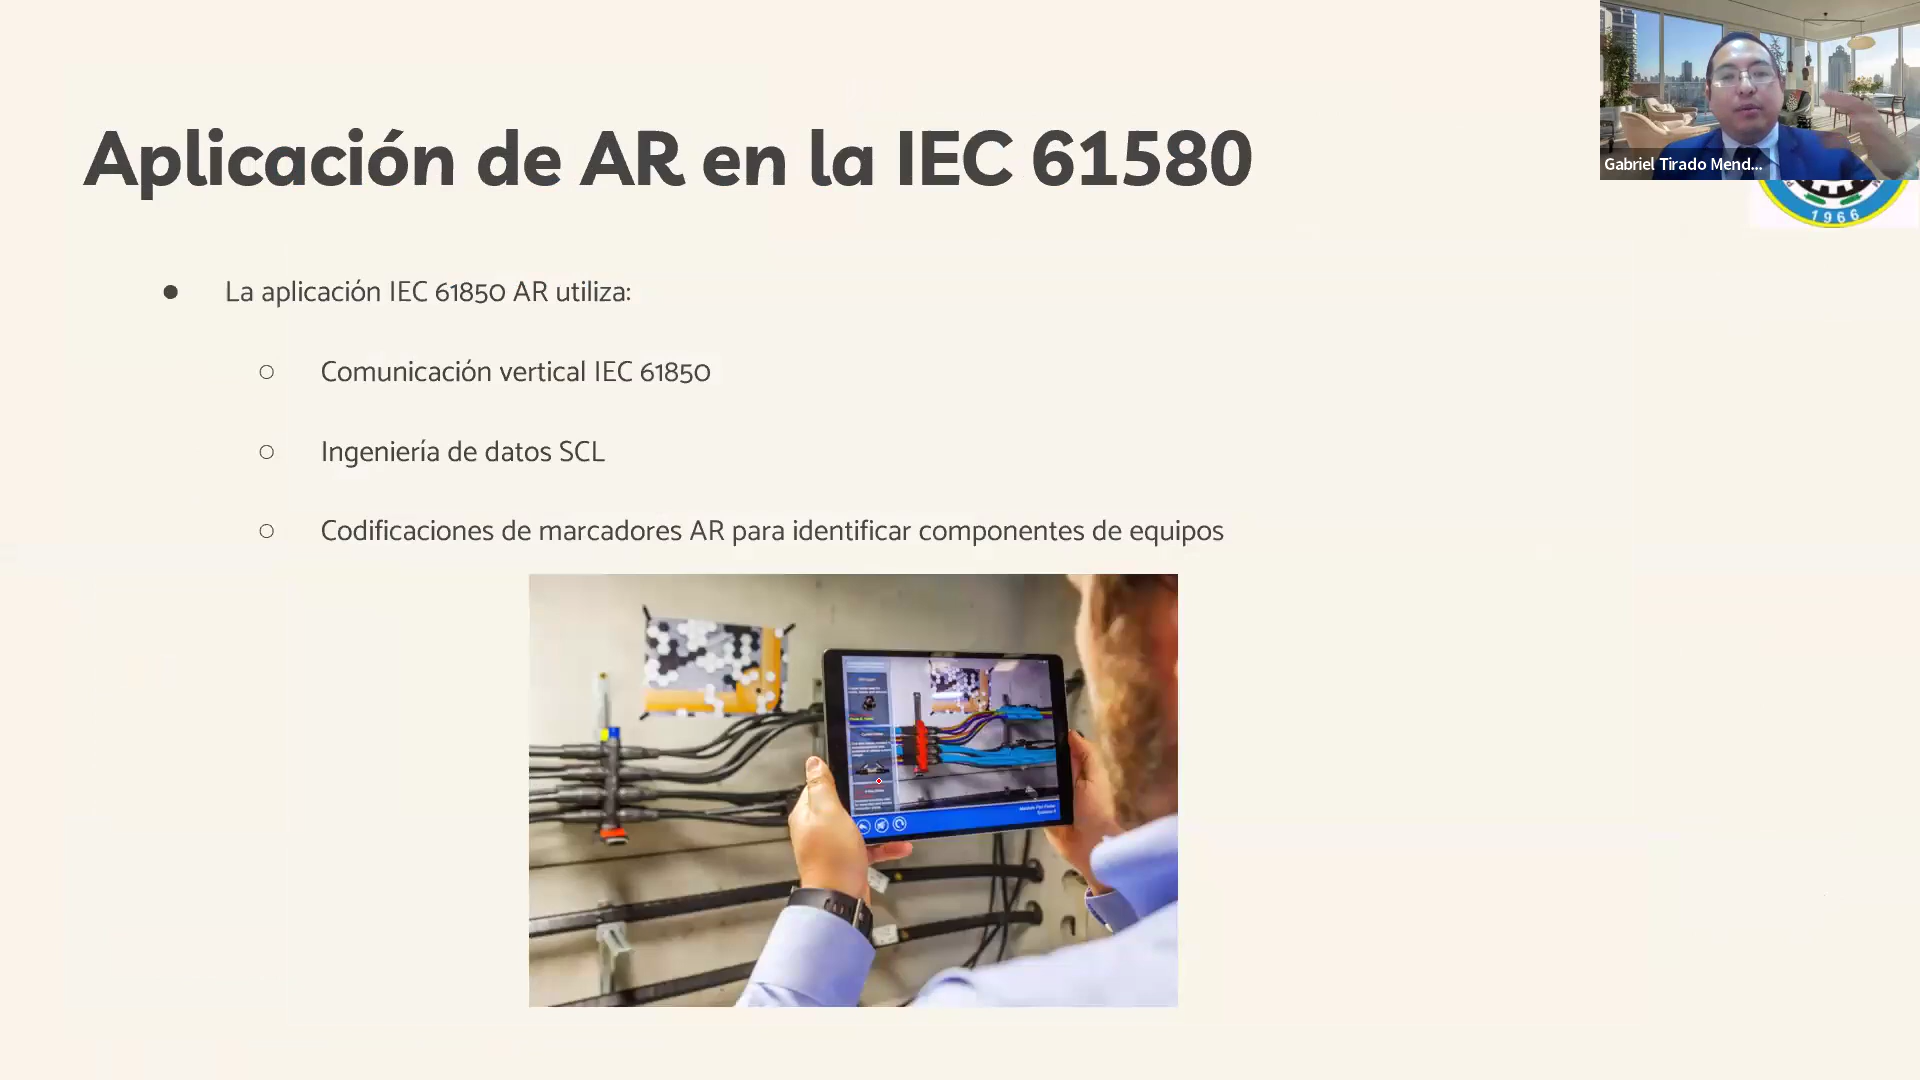 Aplicación de AR en la IEC 61580
Gabriel Tirado Mend...
1966
● La aplicación IEC 61850 AR utiliza:
○ Comunicación vertical IEC 61850
○ Ingeniería de datos SCL
○ Codificaciones de marcadores AR para identificar componentes de equipos